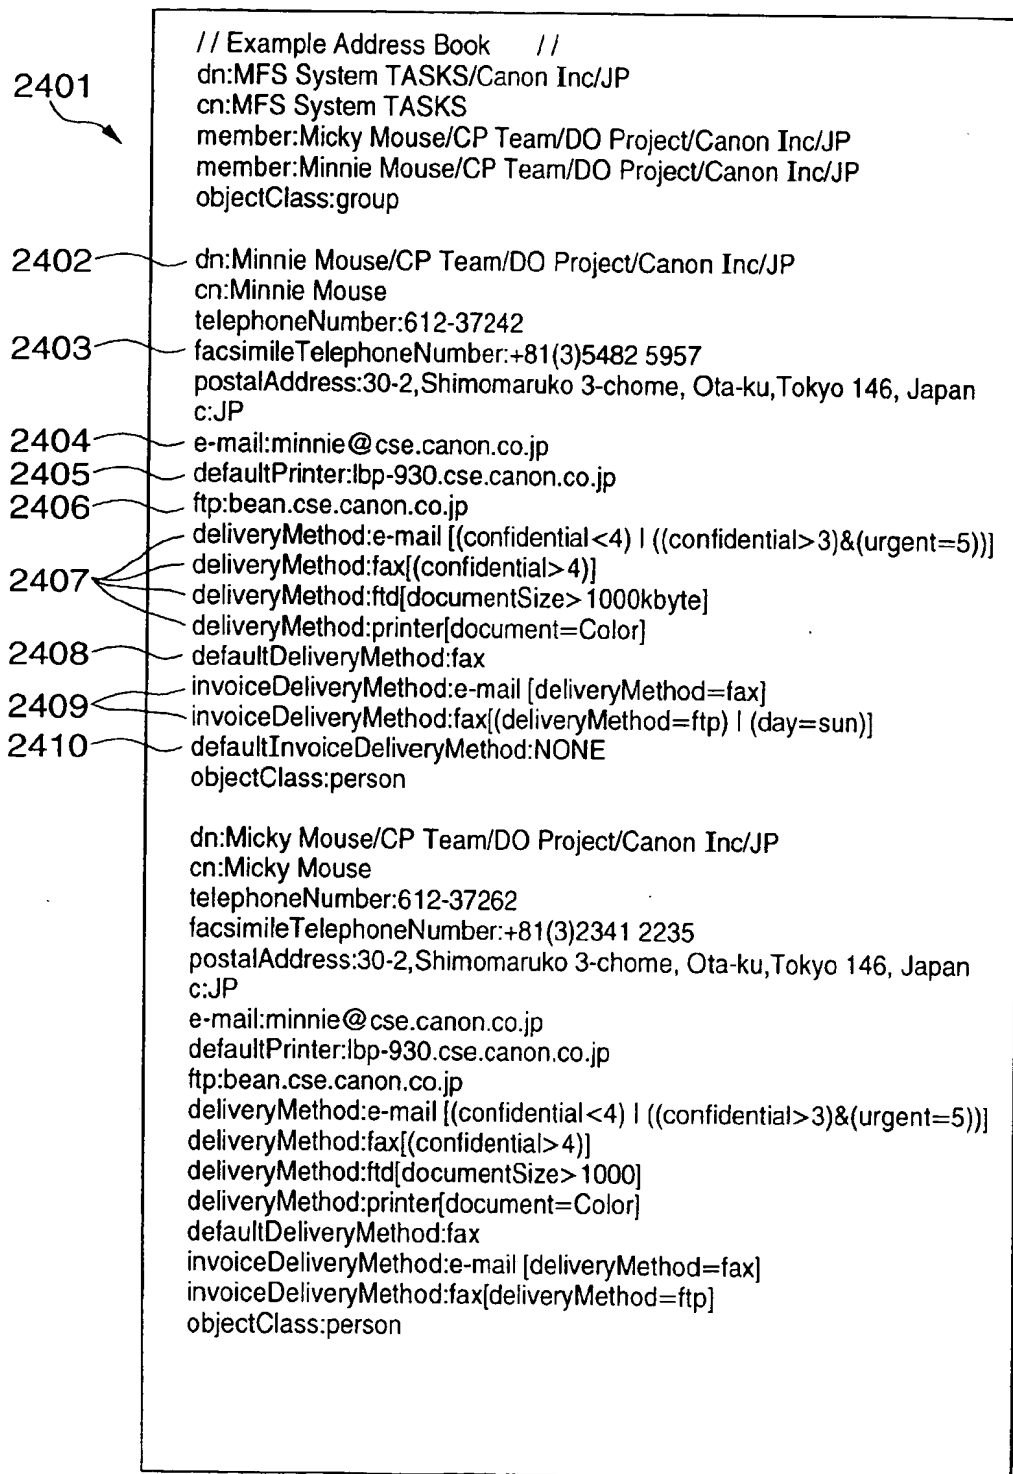 // Example Address Book //
2401
dn:MFS System TASKS/Canon Inc/JP
cn:MFS System TASKS
member:Micky Mouse/CP Team/DO Project/Canon Inc/JP
member:Minnie Mouse/CP Team/DO Project/Canon Inc/JP
objectClass:group
2402 dn:Minnie Mouse/CP Team/DO Project/Canon Inc/JP
cn:Minnie Mouse
telephoneNumber:612-37242
2403 facsimileTelephoneNumber:+81(3)5482 5957
postalAddress:30-2,Shimomaruko 3-chome, Ota-ku,Tokyo 146, Japan
c:JP
2404 e-mail:minnie@cse.canon.co.jp
2405 defaultPrinter:lbp-930.cse.canon.co.jp
2406 ftp:bean.cse.canon.co.jp
2407 deliveryMethod:e-mail [(confidential<4) | ((confidential>3)&(urgent=5))]
deliveryMethod:fax[(confidential>4)]
deliveryMethod:ftd[documentSize>1000kbyte]
deliveryMethod:printer[document=Color]
2408 defaultDeliveryMethod:fax
2409 invoiceDeliveryMethod:e-mail [deliveryMethod=fax]
invoiceDeliveryMethod:fax[(deliveryMethod=ftp) | (day=sun)]
2410 defaultInvoiceDeliveryMethod:NONE
objectClass:person
dn:Micky Mouse/CP Team/DO Project/Canon Inc/JP
cn:Micky Mouse
telephoneNumber:612-37262
facsimileTelephoneNumber:+81(3)2341 2235
postalAddress:30-2,Shimomaruko 3-chome, Ota-ku,Tokyo 146, Japan
c:JP
e-mail:minnie@cse.canon.co.jp
defaultPrinter:lbp-930.cse.canon.co.jp
ftp:bean.cse.canon.co.jp
deliveryMethod:e-mail [(confidential<4) | ((confidential>3)&(urgent=5))]
deliveryMethod:fax[(confidential>4)]
deliveryMethod:ftd[documentSize>1000]
deliveryMethod:printer[document=Color]
defaultDeliveryMethod:fax
invoiceDeliveryMethod:e-mail [deliveryMethod=fax]
invoiceDeliveryMethod:fax[deliveryMethod=ftp]
objectClass:person